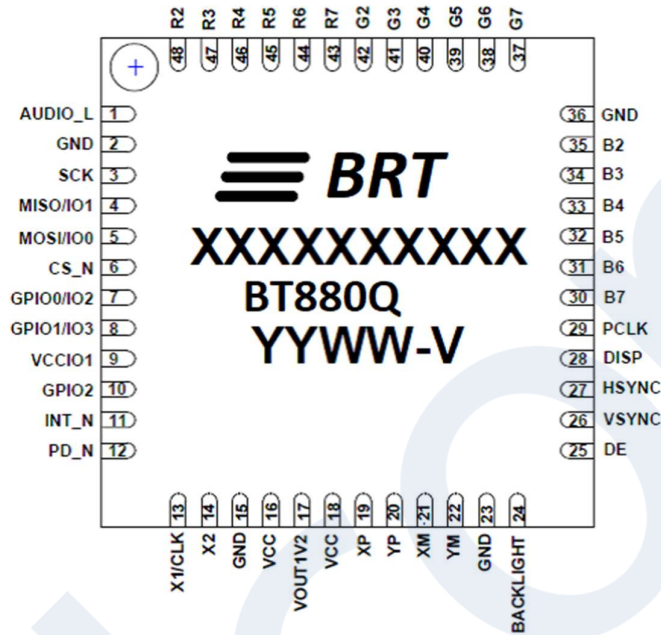 R2 R3 R4 R5 R6 R7 G2 G3 G4 G5 G6 G7
48 47 46 45 44 43 42 41 40 39 38 37
AUDIO_L 1
GND 2
SCK 3
MISO/IO1 4
MOSI/IO0 5
CS_N 6
GPIO0/IO2 7
GPIO1/IO3 8
VCCIO1 9
GPIO2 10
INT_N 11
PD_N 12
BRT
XXXXXXXXXX
BT880Q
YYWW-V
36 GND
35 B2
34 B3
33 B4
32 B5
31 B6
30 B7
29 PCLK
28 DISP
27 HSYNC
26 VSYNC
25 DE
13 14 15 16 17 18 19 20 21 22 23 24
X1/CLK X2 GND VCC VOUT1V2 VCC XP YP XM YM GND BACKLIGHT